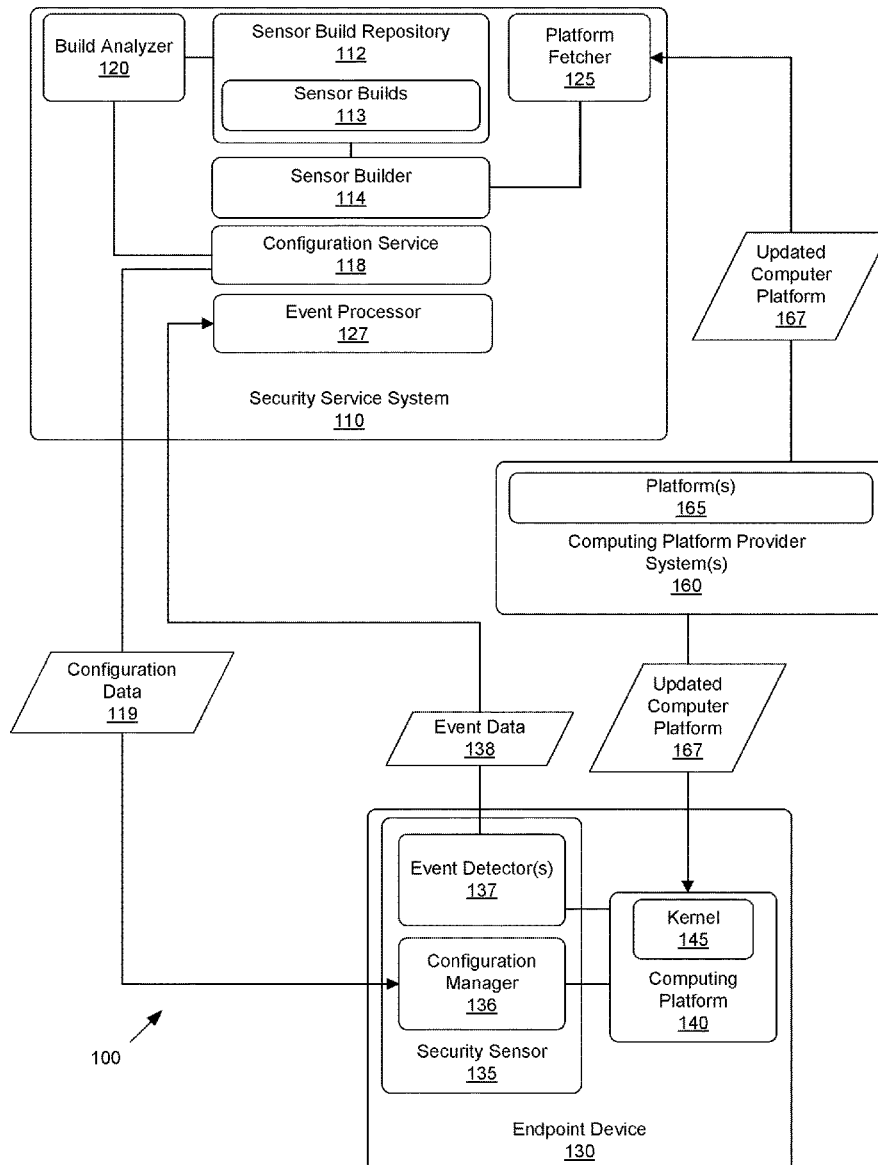 Build Analyzer
120
Sensor Build Repository
112
Sensor Builds
113
Platform
Fetcher
125
Sensor Builder
114
Configuration Service
118
Event Processor
127
Security Service System
110
Updated
Computer
Platform
167
Platform(s)
165
Computing Platform Provider
System(s)
160
Configuration
Data
119
Event Data
138
Updated
Computer
Platform
167
Event Detector(s)
137
Kernel
145
Configuration
Manager
136
Computing
Platform
140
Security Sensor
135
100
Endpoint Device
130